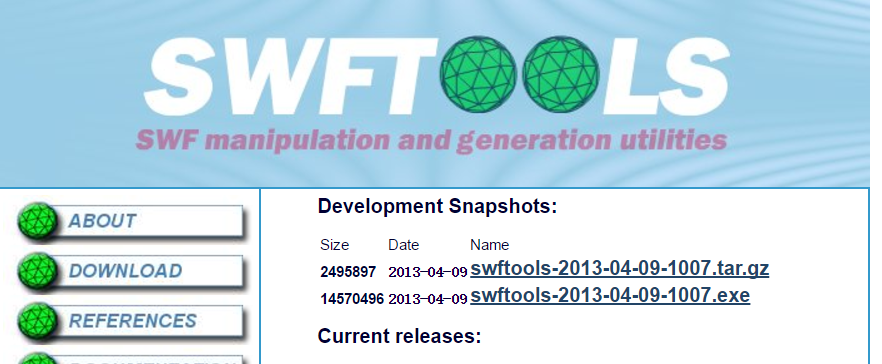 SWFTOOLS
SWF manipulation and generation utilities
ABOUT
DOWNLOAD
REFERENCES
Development Snapshots:
Size Date Name
2495897 2013-04-09 swftools-2013-04-09-1007.tar.gz
14570496 2013-04-09 swftools-2013-04-09-1007.exe
Current releases: